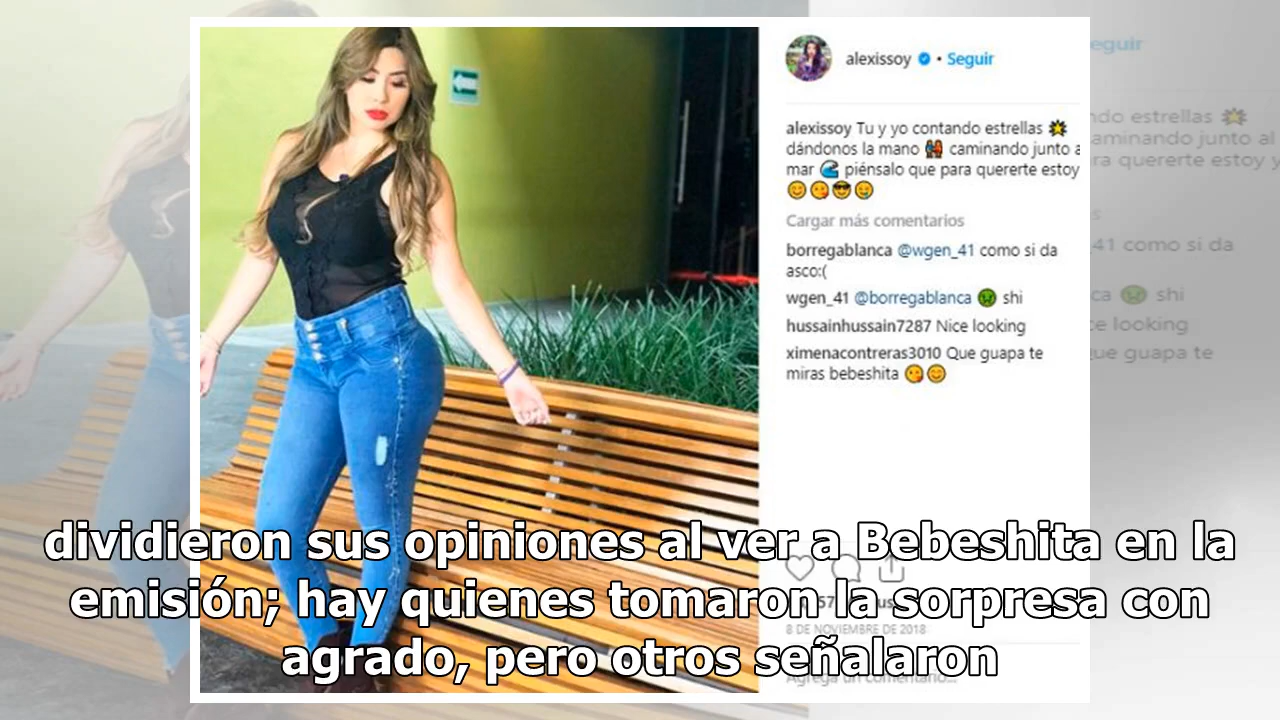 alexissoy • Seguir
alexissoy Tu y yo contando estrellas
dándonos la mano caminando junto a
mar piénsalo que para quererte estoy
Cargar más comentarios
borregablanca @wgen_41 como si da
asco:(
wgen_41 @borregablanca shi
hussainhussain7287 Nice looking
ximenacontreras3010 Que guapa te
miras bebeshita
8 DE NOVIEMBRE DE 2018
Agrega un comentario...
dividieron sus opiniones al ver a Bebeshita en la
emisión; hay quienes tomaron la sorpresa con
agrado, pero otros señalaron